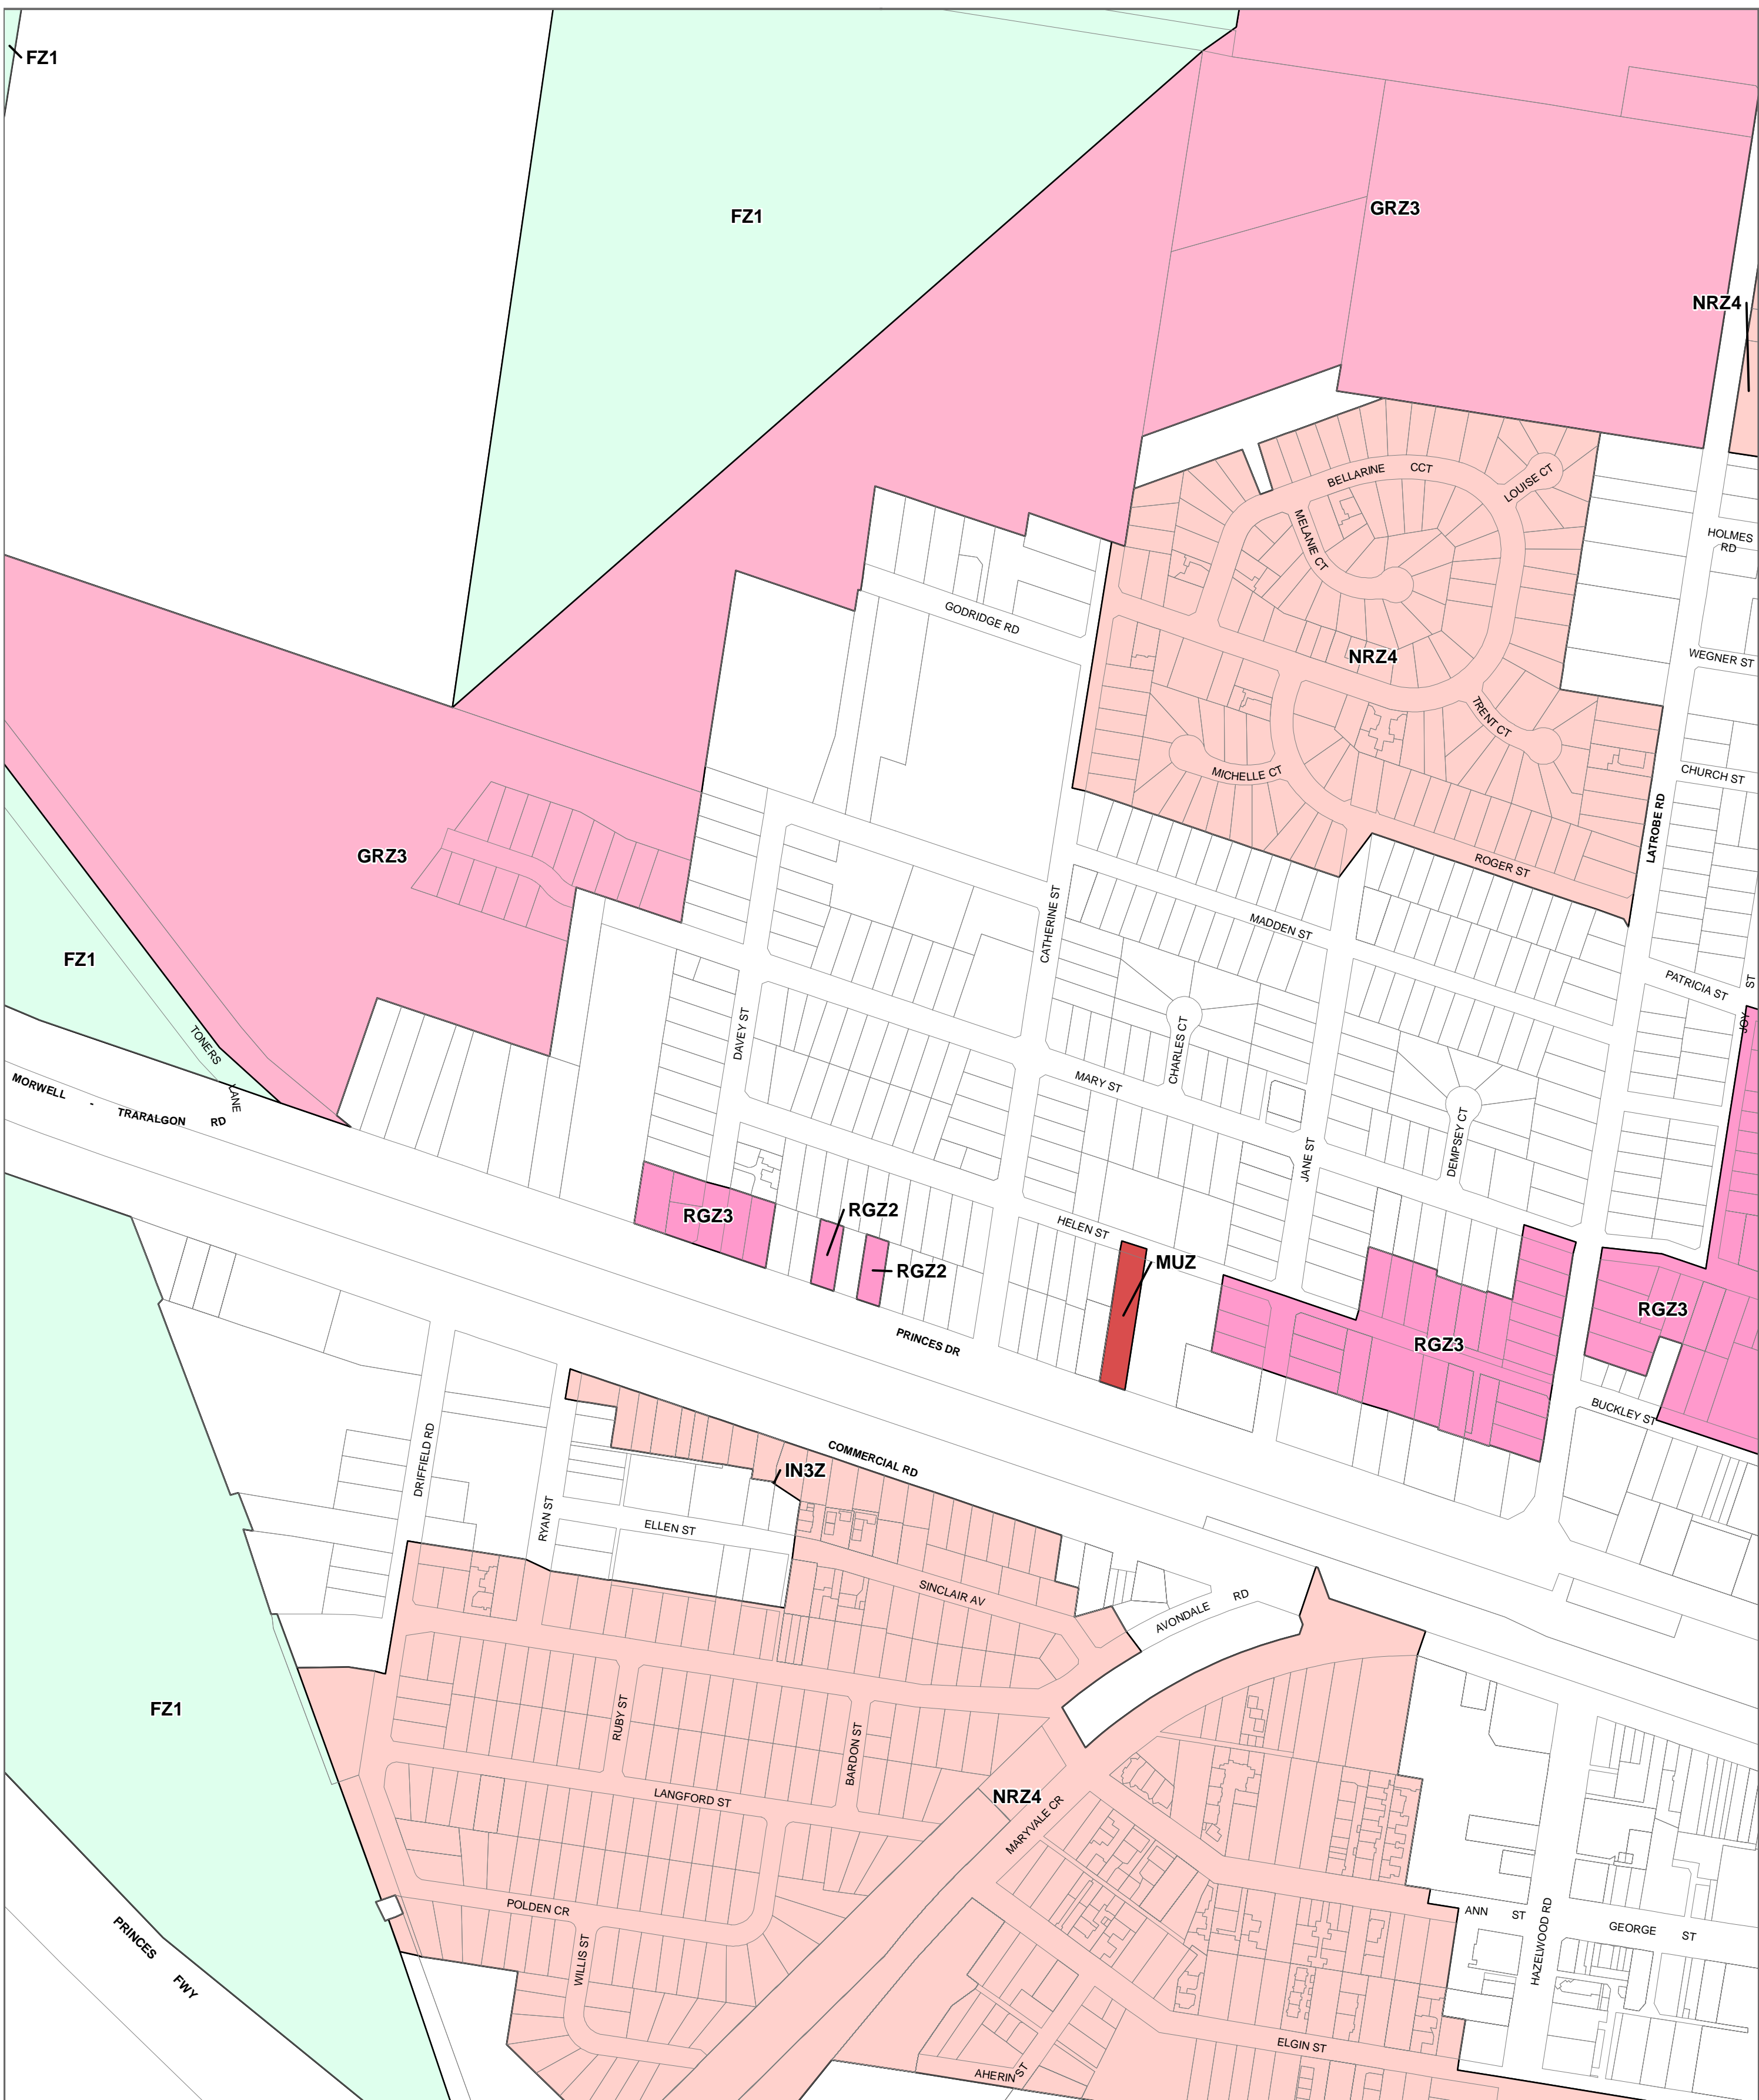 FZ1
FZ1
GRZ3
NRZ4
BELLARINE CCT
LOUISE CT
MELANIE CT
HOLMES
RD
GODRIDGE RD
NRZ4
WEGNER ST
TRENT CT
MICHELLE CT
CHURCH ST
LATROBE RD
GRZ3
ROGER ST
CATHERINE ST
MADDEN ST
FZ1
PATRICIA ST
JOY ST
TONERS LANE
DAVEY ST
CHARLES CT
MARY ST
MORWELL - TRARALGON RD
DEMPSEY CT
JANE ST
RGZ3
RGZ2
HELEN ST
MUZ
RGZ2
RGZ3
RGZ3
PRINCES DR
BUCKLEY ST
DRIFFIELD RD
COMMERCIAL RD
IN3Z
RYAN ST
ELLEN ST
SINCLAIR AV
AVONDALE RD
FZ1
RUBY ST
BARDON ST
LANGFORD ST
NRZ4
MARYVALE CR
POLDEN CR
ANN ST
HAZELWOOD RD
GEORGE ST
PRINCES FWY
WILLIS ST
ELGIN ST
AHERIN ST